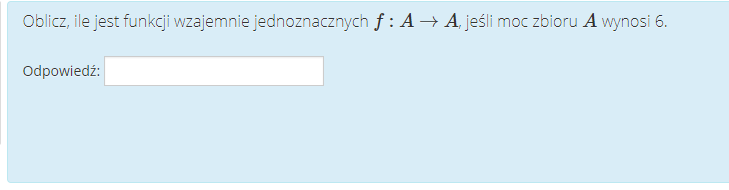 Oblicz, ile jest funkcji wzajemnie jednoznacznych f : A → A, jeśli moc zbioru A wynosi 6.
Odpowiedź: